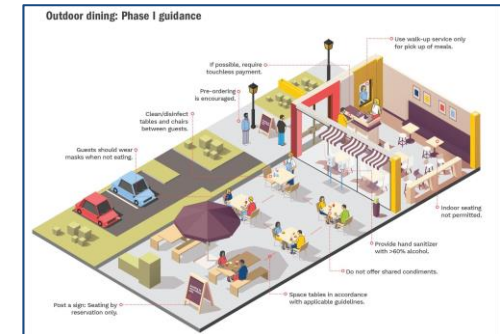 Outdoor dining: Phase I guidance
Use walk-up service only
for pick up of meals.
If possible, require
touchless payment.
Pre-ordering
is encouraged.
Clean/disinfect
tables and chairs
between guests.
Guests should wear
masks when not eating.
Indoor seating
not permitted.
Provide hand sanitizer
with >60% alcohol.
Do not offer shared condiments.
Space tables in accordance
with applicable guidelines.
Post a sign: Seating by
reservation only.